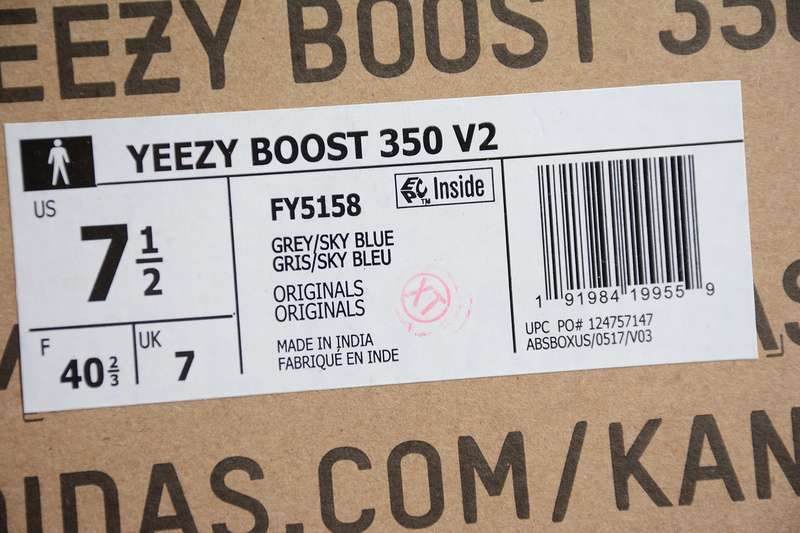 EEZY BOOST 350
YEEZY BOOST 350 V2
US
7 1/2
F
40 2/3
UK
7
FY5158
EPC™ Inside
GREY/SKY BLUE
GRIS/SKY BLEU
ORIGINALS
ORIGINALS
MADE IN INDIA
FABRIQUÉ EN INDE
1 91984 19955 9
UPC PO# 124757147
ABSBOXUS/0517/V03
DIDAS.COM/KAN